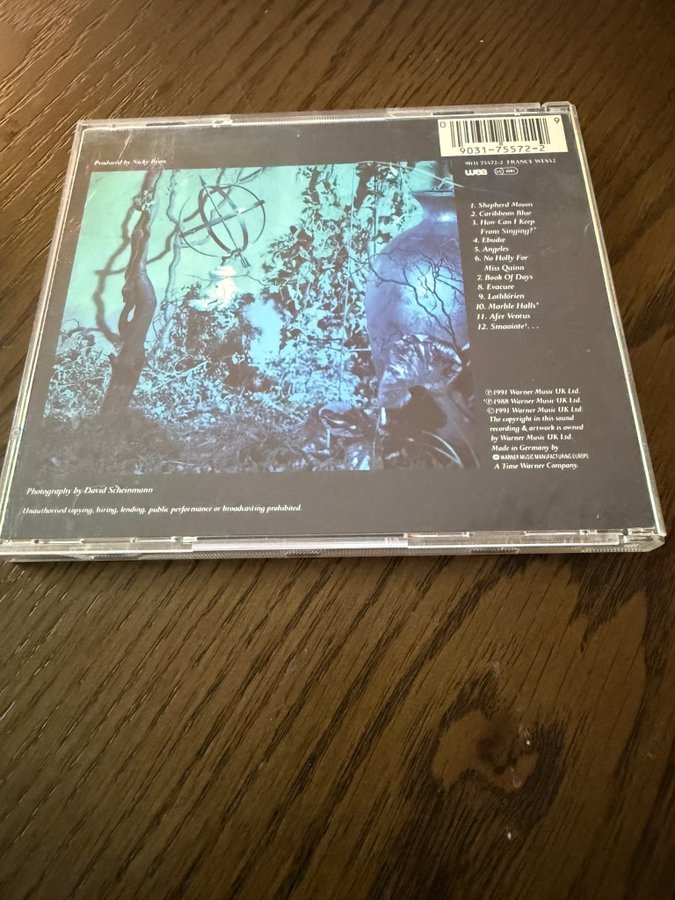 0
9
9031-75572-2
Produced by Nicky Ryan
9031 75572-2 FRANCE WE852
wea LC 4281
1. Shepherd Moons
2. Caribbean Blue
3. How Can I Keep
From Singing?*
4. Ebudæ
5. Angeles
6. No Holly For
Miss Quinn
7. Book Of Days
8. Evacuee
9. Lothlórien
10. Marble Halls*
11. Afer Ventus
12. Smaointe¹. . .
℗1991 Warner Music UK Ltd.
*℗1988 Warner Music UK Ltd.
©1991 Warner Music UK Ltd.
The copyright in this sound
recording & artwork is owned
by Warner Music UK Ltd.
Made in Germany by
WARNER MUSIC MANUFACTURING EUROPE
A Time Warner Company.
Photography by David Scheinmann
Unauthorised copying, hiring, lending, public performance or broadcasting prohibited.